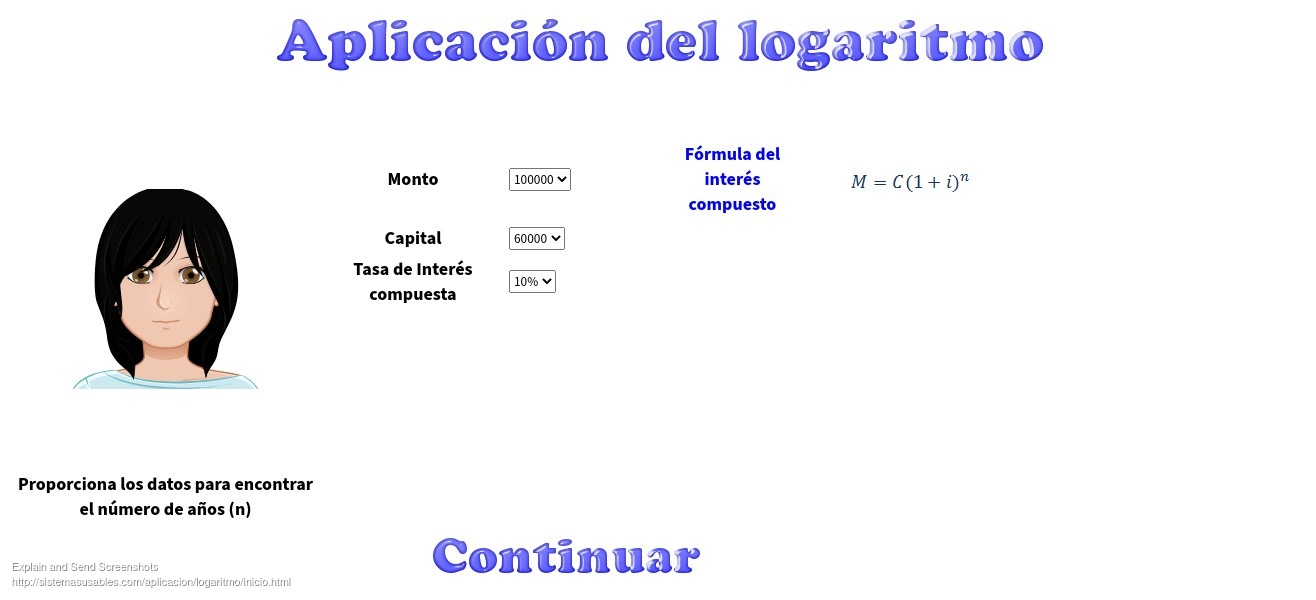 Aplicación del logaritmo
Monto
100000
Fórmula del
interés
compuesto
M = C(1 + i)ⁿ
Capital
60000
Tasa de Interés
compuesta
10%
Proporciona los datos para encontrar
el número de años (n)
Continuar
Explain and Send Screenshots
http://sistemasusables.com/aplicacion/logaritmo/inicio.html